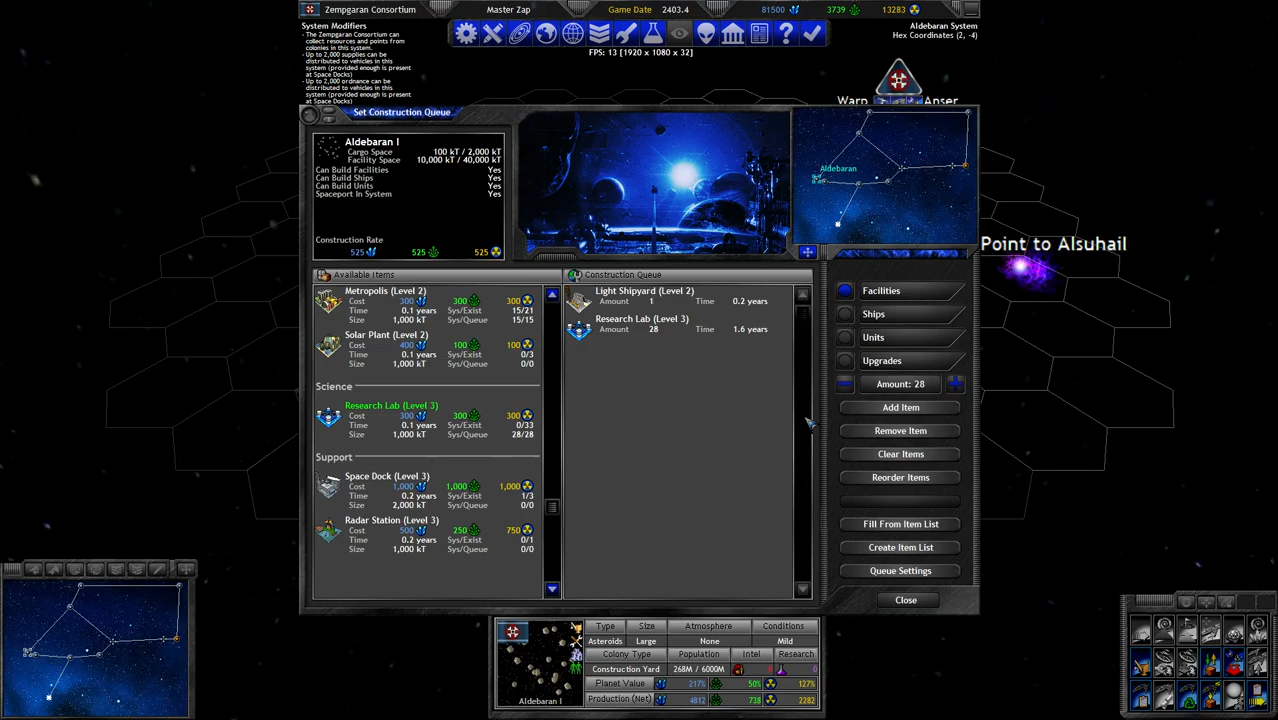 Zempgaran Consortium Master Zap Game Date 2403.4 81500 3739 13283
System Modifiers
- The Zempgaran Consortium can
collect resources and points from
colonies in this system.
- Up to 2,000 supplies can be
distributed to vehicles in this
system (provided enough is present
at Space Docks)
- Up to 2,000 ordnance can be
distributed to vehicles in this
system (provided enough is present
at Space Docks)
FPS: 13 [1920 x 1080 x 32]
Aldebaran System
Hex Coordinates (2, -4)
Warp Anser
Point to Alsuhail
Set Construction Queue
Aldebaran I
Cargo Space 100 kT / 2,000 kT
Facility Space 10,000 kT / 40,000 kT
Can Build Facilities Yes
Can Build Ships Yes
Can Build Units Yes
Spaceport In System Yes
Construction Rate
525 525 525
Aldebaran
Available Items
Metropolis (Level 2)
Cost 300 300 300
Time 0.1 years Sys/Exist 15/21
Size 1,000 kT Sys/Queue 15/15
Solar Plant (Level 2)
Cost 400 100 100
Time 0.1 years Sys/Exist 0/3
Size 1,000 kT Sys/Queue 0/0
Science
Research Lab (Level 3)
Cost 300 300 300
Time 0.1 years Sys/Exist 0/33
Size 1,000 kT Sys/Queue 28/28
Support
Space Dock (Level 3)
Cost 1,000 1,000 1,000
Time 0.2 years Sys/Exist 1/3
Size 2,000 kT Sys/Queue 0/0
Radar Station (Level 3)
Cost 500 250 750
Time 0.2 years Sys/Exist 0/1
Size 1,000 kT Sys/Queue 0/0
Construction Queue
Light Shipyard (Level 2)
Amount 1 Time 0.2 years
Research Lab (Level 3)
Amount 28 Time 1.6 years
Facilities
Ships
Units
Upgrades
Amount: 28
Add Item
Remove Item
Clear Items
Reorder Items
Fill From Item List
Create Item List
Queue Settings
Close
Type Size Atmosphere Conditions
Asteroids Large None Mild
Colony Type Population Intel Research
Construction Yard 268M / 6000M 0 0
Planet Value 217% 50% 127%
Production (Net) 4812 738 2282
Aldebaran I